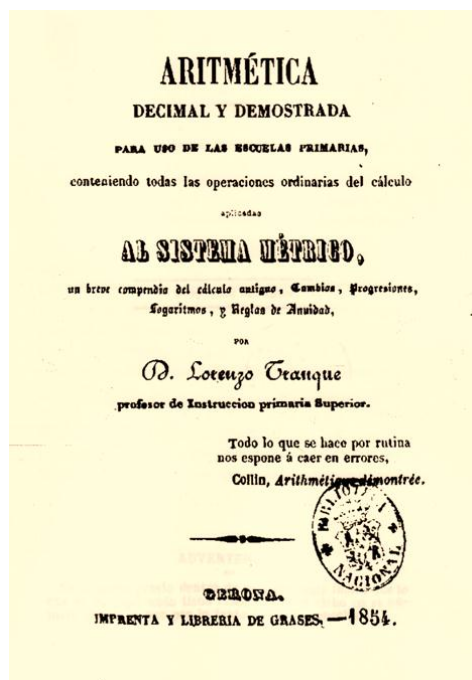 ARITMÉTICA
DECIMAL Y DEMOSTRADA
PARA USO DE LAS ESCUELAS PRIMARIAS,
conteniendo todas las operaciones ordinarias del cálculo
aplicadas
AL SISTEMA MÉTRICO,
un breve compendio del cálculo antiguo, Cambios, Progresiones,
Logaritmos, y Reglas de Anuidad,
POR
D. Lorenzo Tranque
profesor de Instruccion primaria Superior.
Todo lo que se hace por rutina
nos espone á caer en errores,
Collin, Arithmétique démontrée.
BIBLIOTECA NACIONAL
GERONA.
IMPRENTA Y LIBRERIA DE GRASES.—1854.